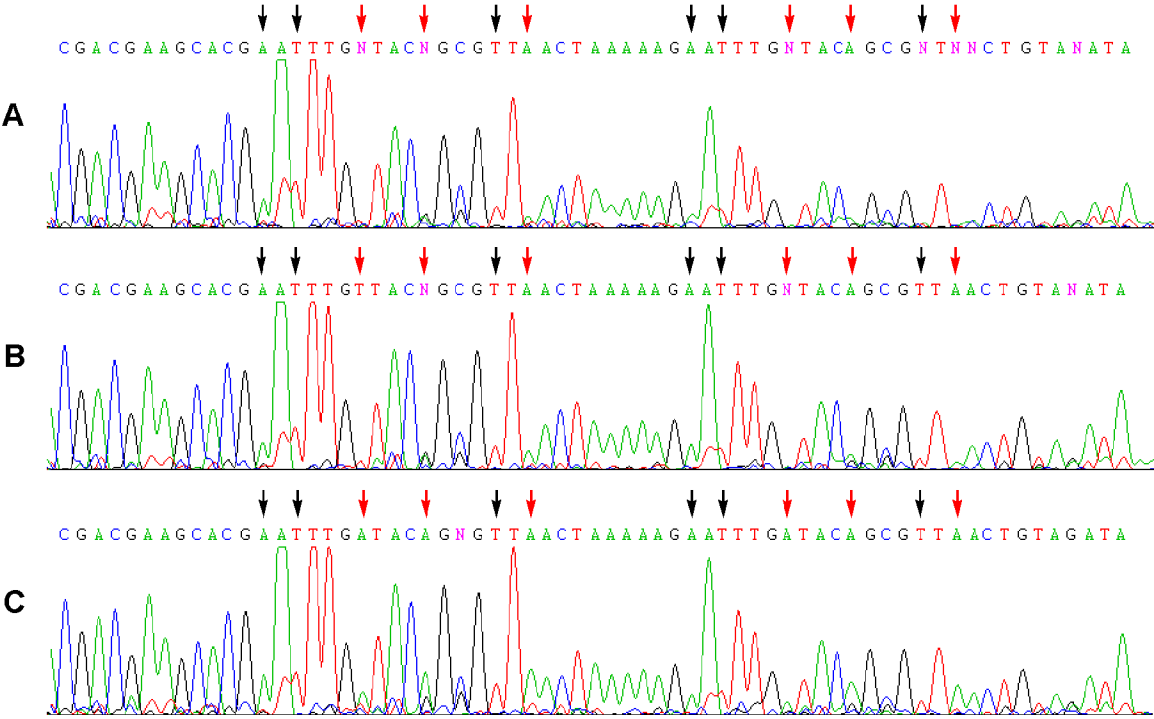 CGACGAAGCACGAATTTGNTACNGCGTTAACTAAAAAGAATTTGNTACAGCGNTNNCTGTANATA
A
CGACGAAGCACGAATTTGTTACNGCGTTAACTAAAAAGAATTTGNTACAGCGTTAACTGTANATA
B
CGACGAAGCACGAATTTGATACAGNGTTAACTAAAAAGAATTTGATACAGCGTTAACTGTAGATA
C